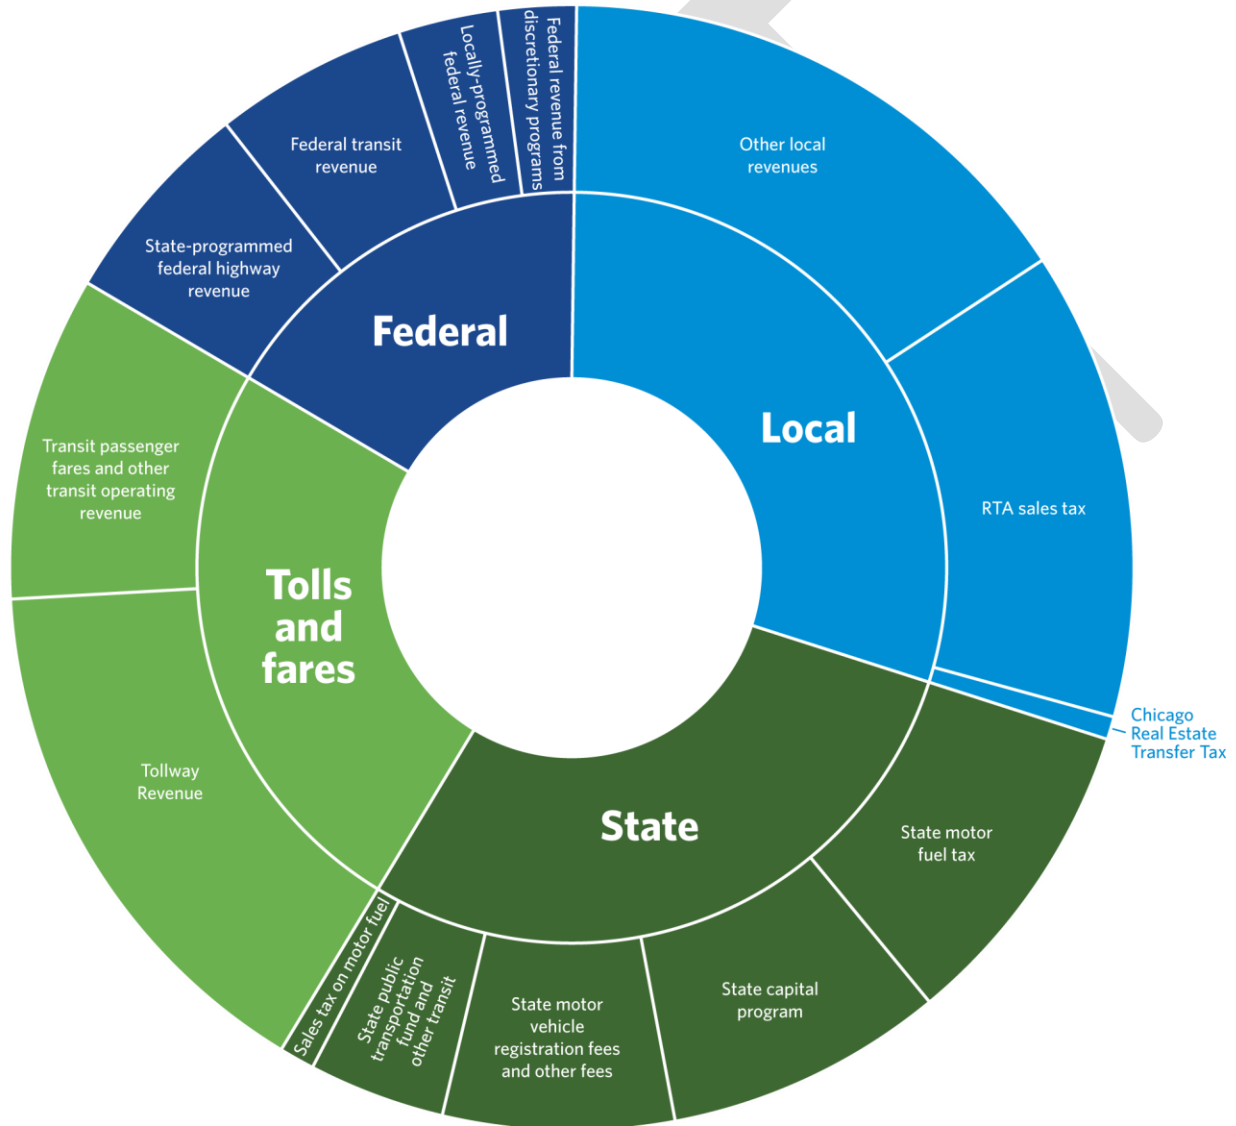 Federal revenue from
discretionary programs
Locally-programmed
federal revenue
Federal transit
revenue
State-programmed
federal highway
revenue
Federal
Other local
revenues
Local
RTA sales tax
Chicago
Real Estate
Transfer Tax
Transit passenger
fares and other
transit operating
revenue
Tolls
and
fares
Tollway
Revenue
State
State motor
fuel tax
State capital
program
State motor
vehicle
registration fees
and other fees
State public
transportation
fund and
other transit
Sales tax on motor fuel